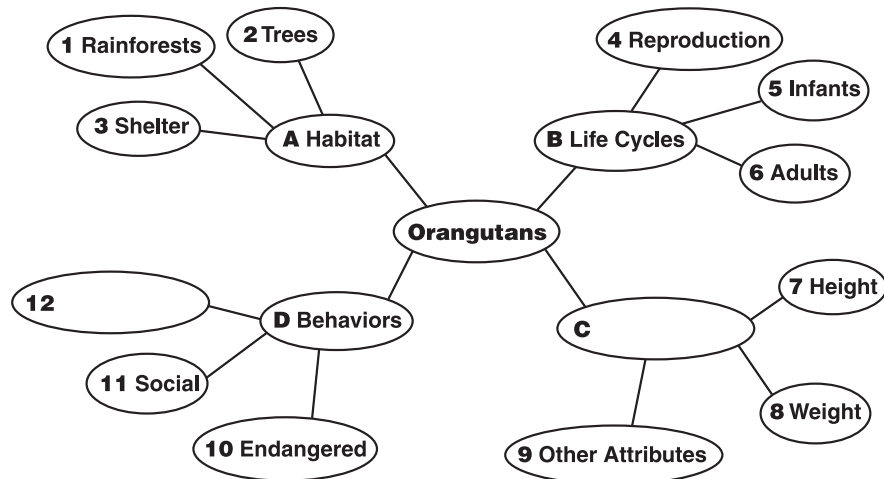 1 Rainforests
2 Trees
3 Shelter
A Habitat
4 Reproduction
5 Infants
B Life Cycles
6 Adults
Orangutans
12
D Behaviors
11 Social
10 Endangered
C
7 Height
8 Weight
9 Other Attributes